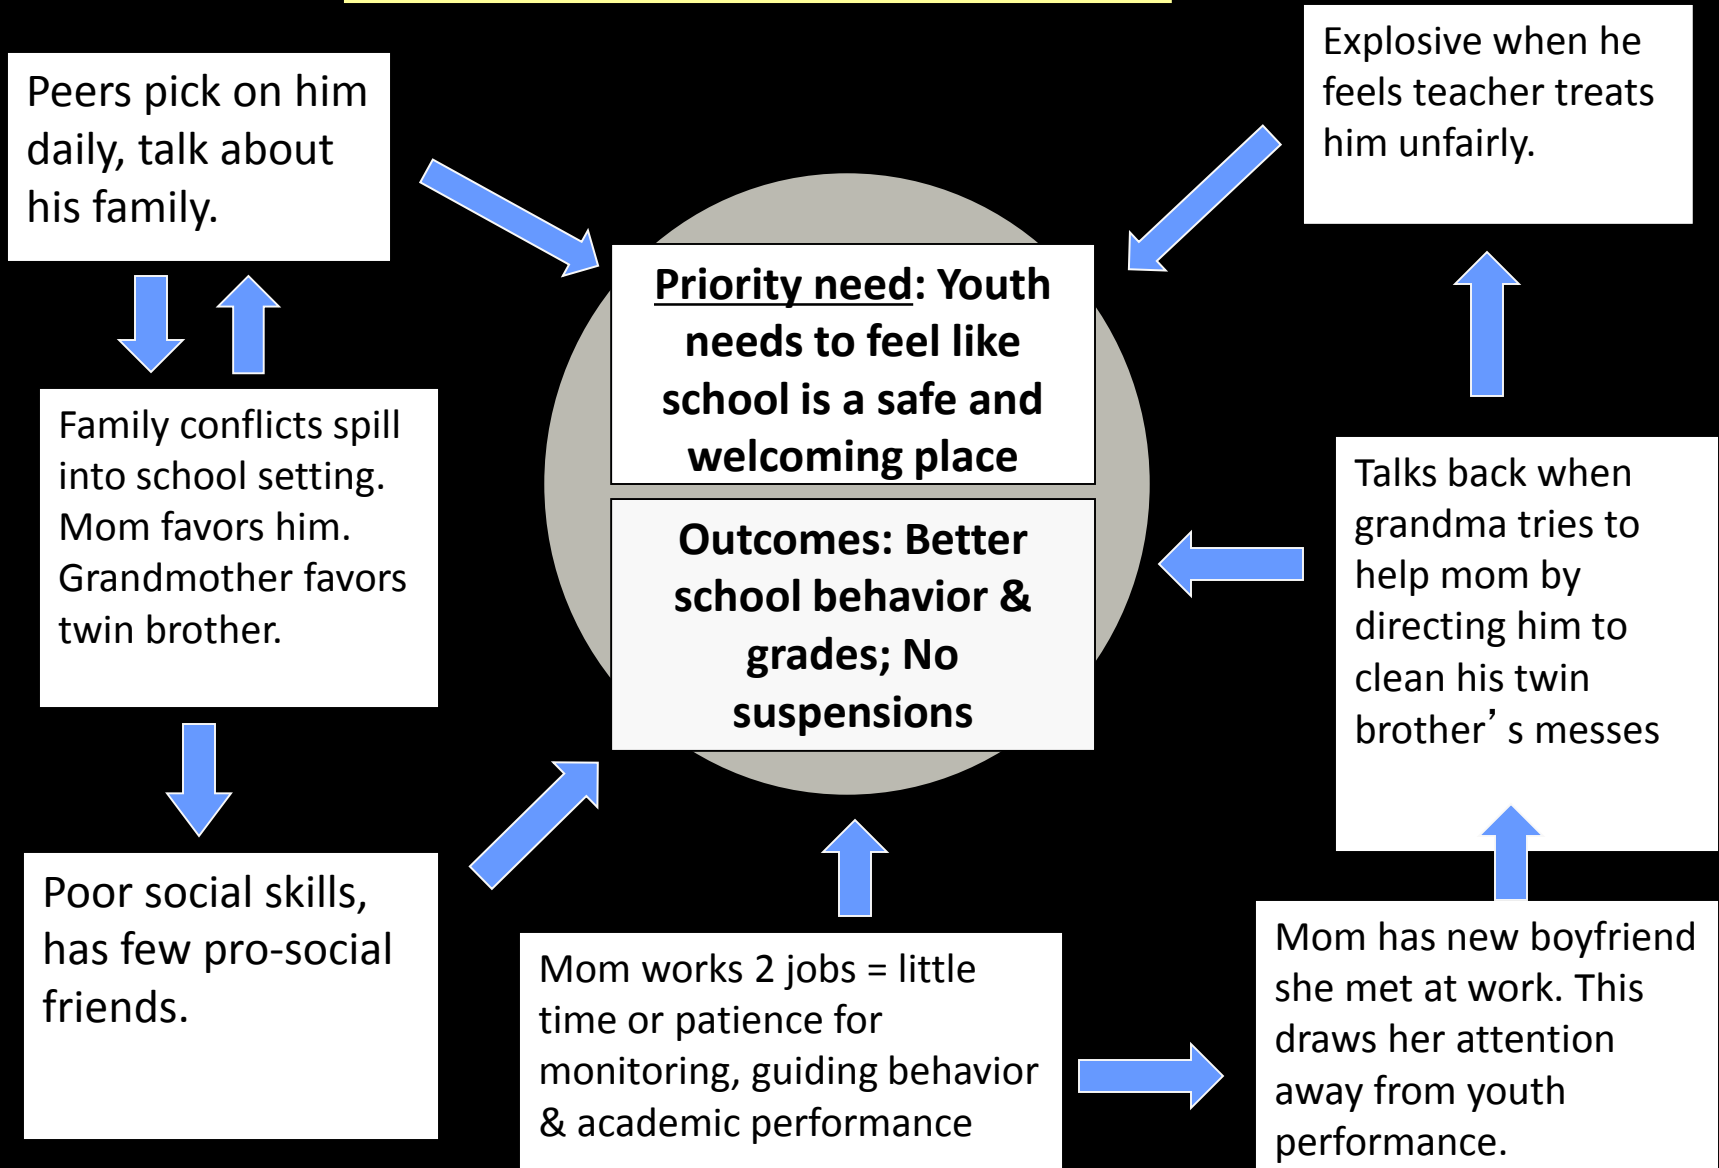 Peers pick on him
daily, talk about
his family.
Explosive when he
feels teacher treats
him unfairly.
Priority need: Youth
needs to feel like
school is a safe and
welcoming place
Outcomes: Better
school behavior &
grades; No
suspensions
Family conflicts spill
into school setting.
Mom favors him.
Grandmother favors
twin brother.
Talks back when
grandma tries to
help mom by
directing him to
clean his twin
brother’s messes
Poor social skills,
has few pro-social
friends.
Mom works 2 jobs = little
time or patience for
monitoring, guiding behavior
& academic performance
Mom has new boyfriend
she met at work. This
draws her attention
away from youth
performance.